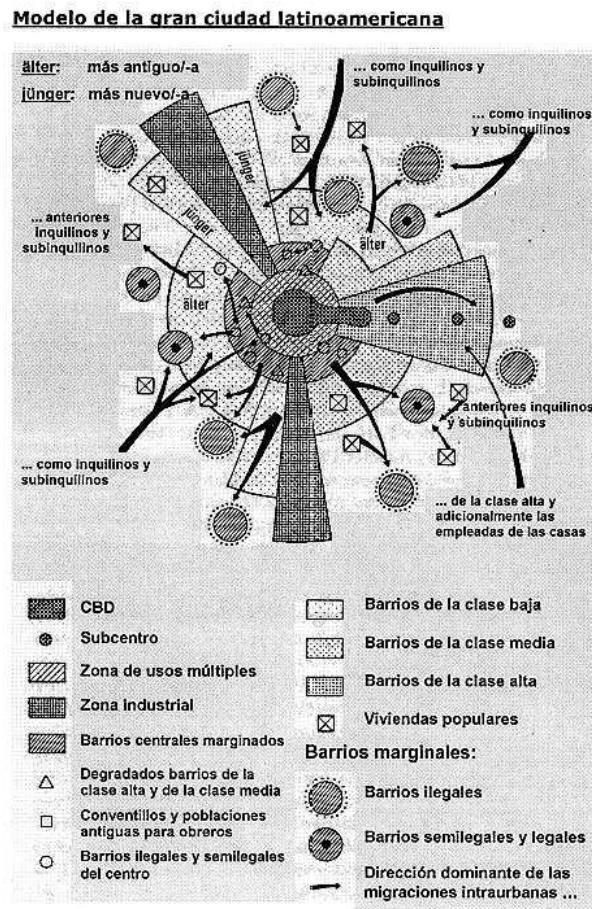 Modelo de la gran ciudad latinoamericana
älter: más antiguo/-a
jünger: más nuevo/-a
... como inquilinos y
subinquilinos
... como inquilinos
y subinquilinos
jünger
jünger
... anteriores
inquilinos y
subinquilinos
älter
älter
anteriores inquilinos
y subinquilinos
... como inquilinos y
subinquilinos
... de la clase alta y
adicionalmente las
empleadas de las casas
CBD
Subcentro
Zona de usos múltiples
Zona industrial
Barrios centrales marginados
Degradados barrios de la
clase alta y de la clase media
Conventillos y poblaciones
antiguas para obreros
Barrios ilegales y semilegales
del centro
Barrios de la clase baja
Barrios de la clase media
Barrios de la clase alta
Viviendas populares
Barrios marginales:
Barrios ilegales
Barrios semilegales y legales
Dirección dominante de las
migraciones intraurbanas ...